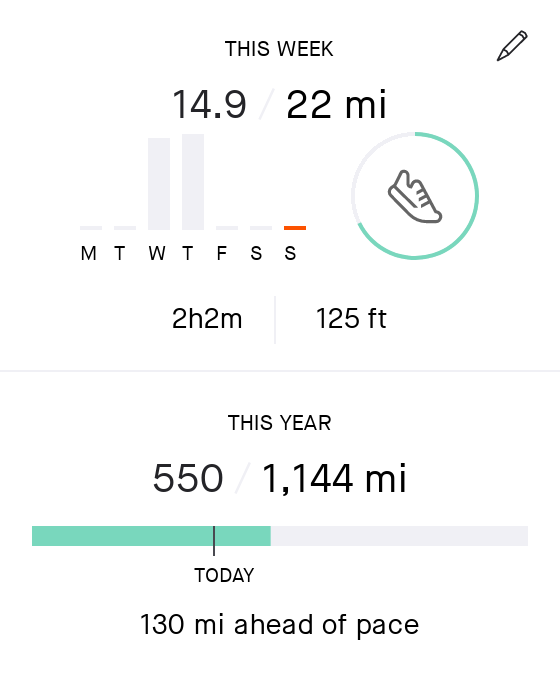 THIS WEEK
14.9 / 22 mi
M T W T F S S
2h2m 125 ft
THIS YEAR
550 / 1,144 mi
TODAY
130 mi ahead of pace